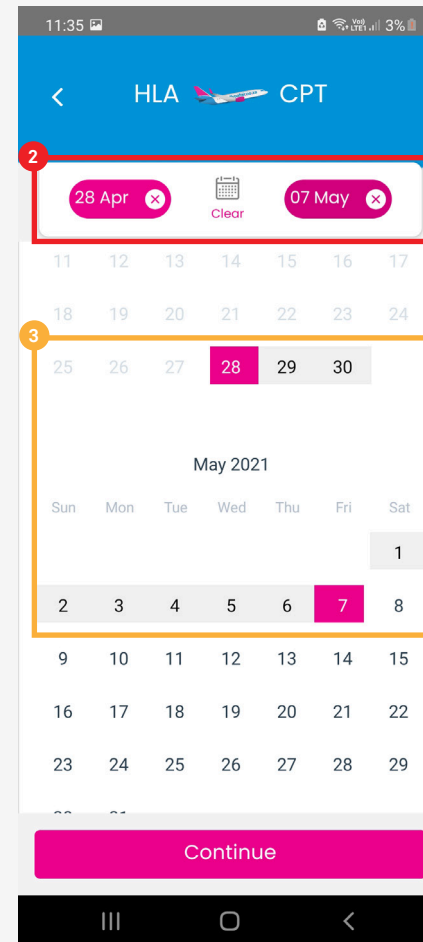 11:35 3%
HLA CPT
2
28 Apr Clear 07 May
11 12 13 14 15 16 17
18 19 20 21 22 23 24
3
25 26 27 28 29 30
May 2021
Sun Mon Tue Wed Thu Fri Sat
1
2 3 4 5 6 7 8
9 10 11 12 13 14 15
16 17 18 19 20 21 22
23 24 25 26 27 28 29
Continue